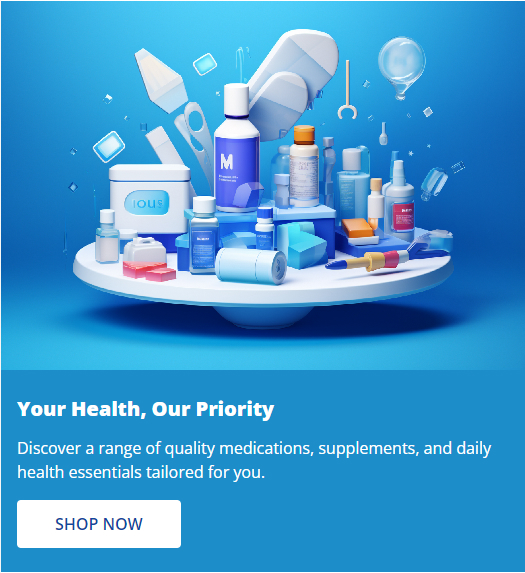 M
IOUS
Your Health, Our Priority
Discover a range of quality medications, supplements, and daily
health essentials tailored for you.
SHOP NOW